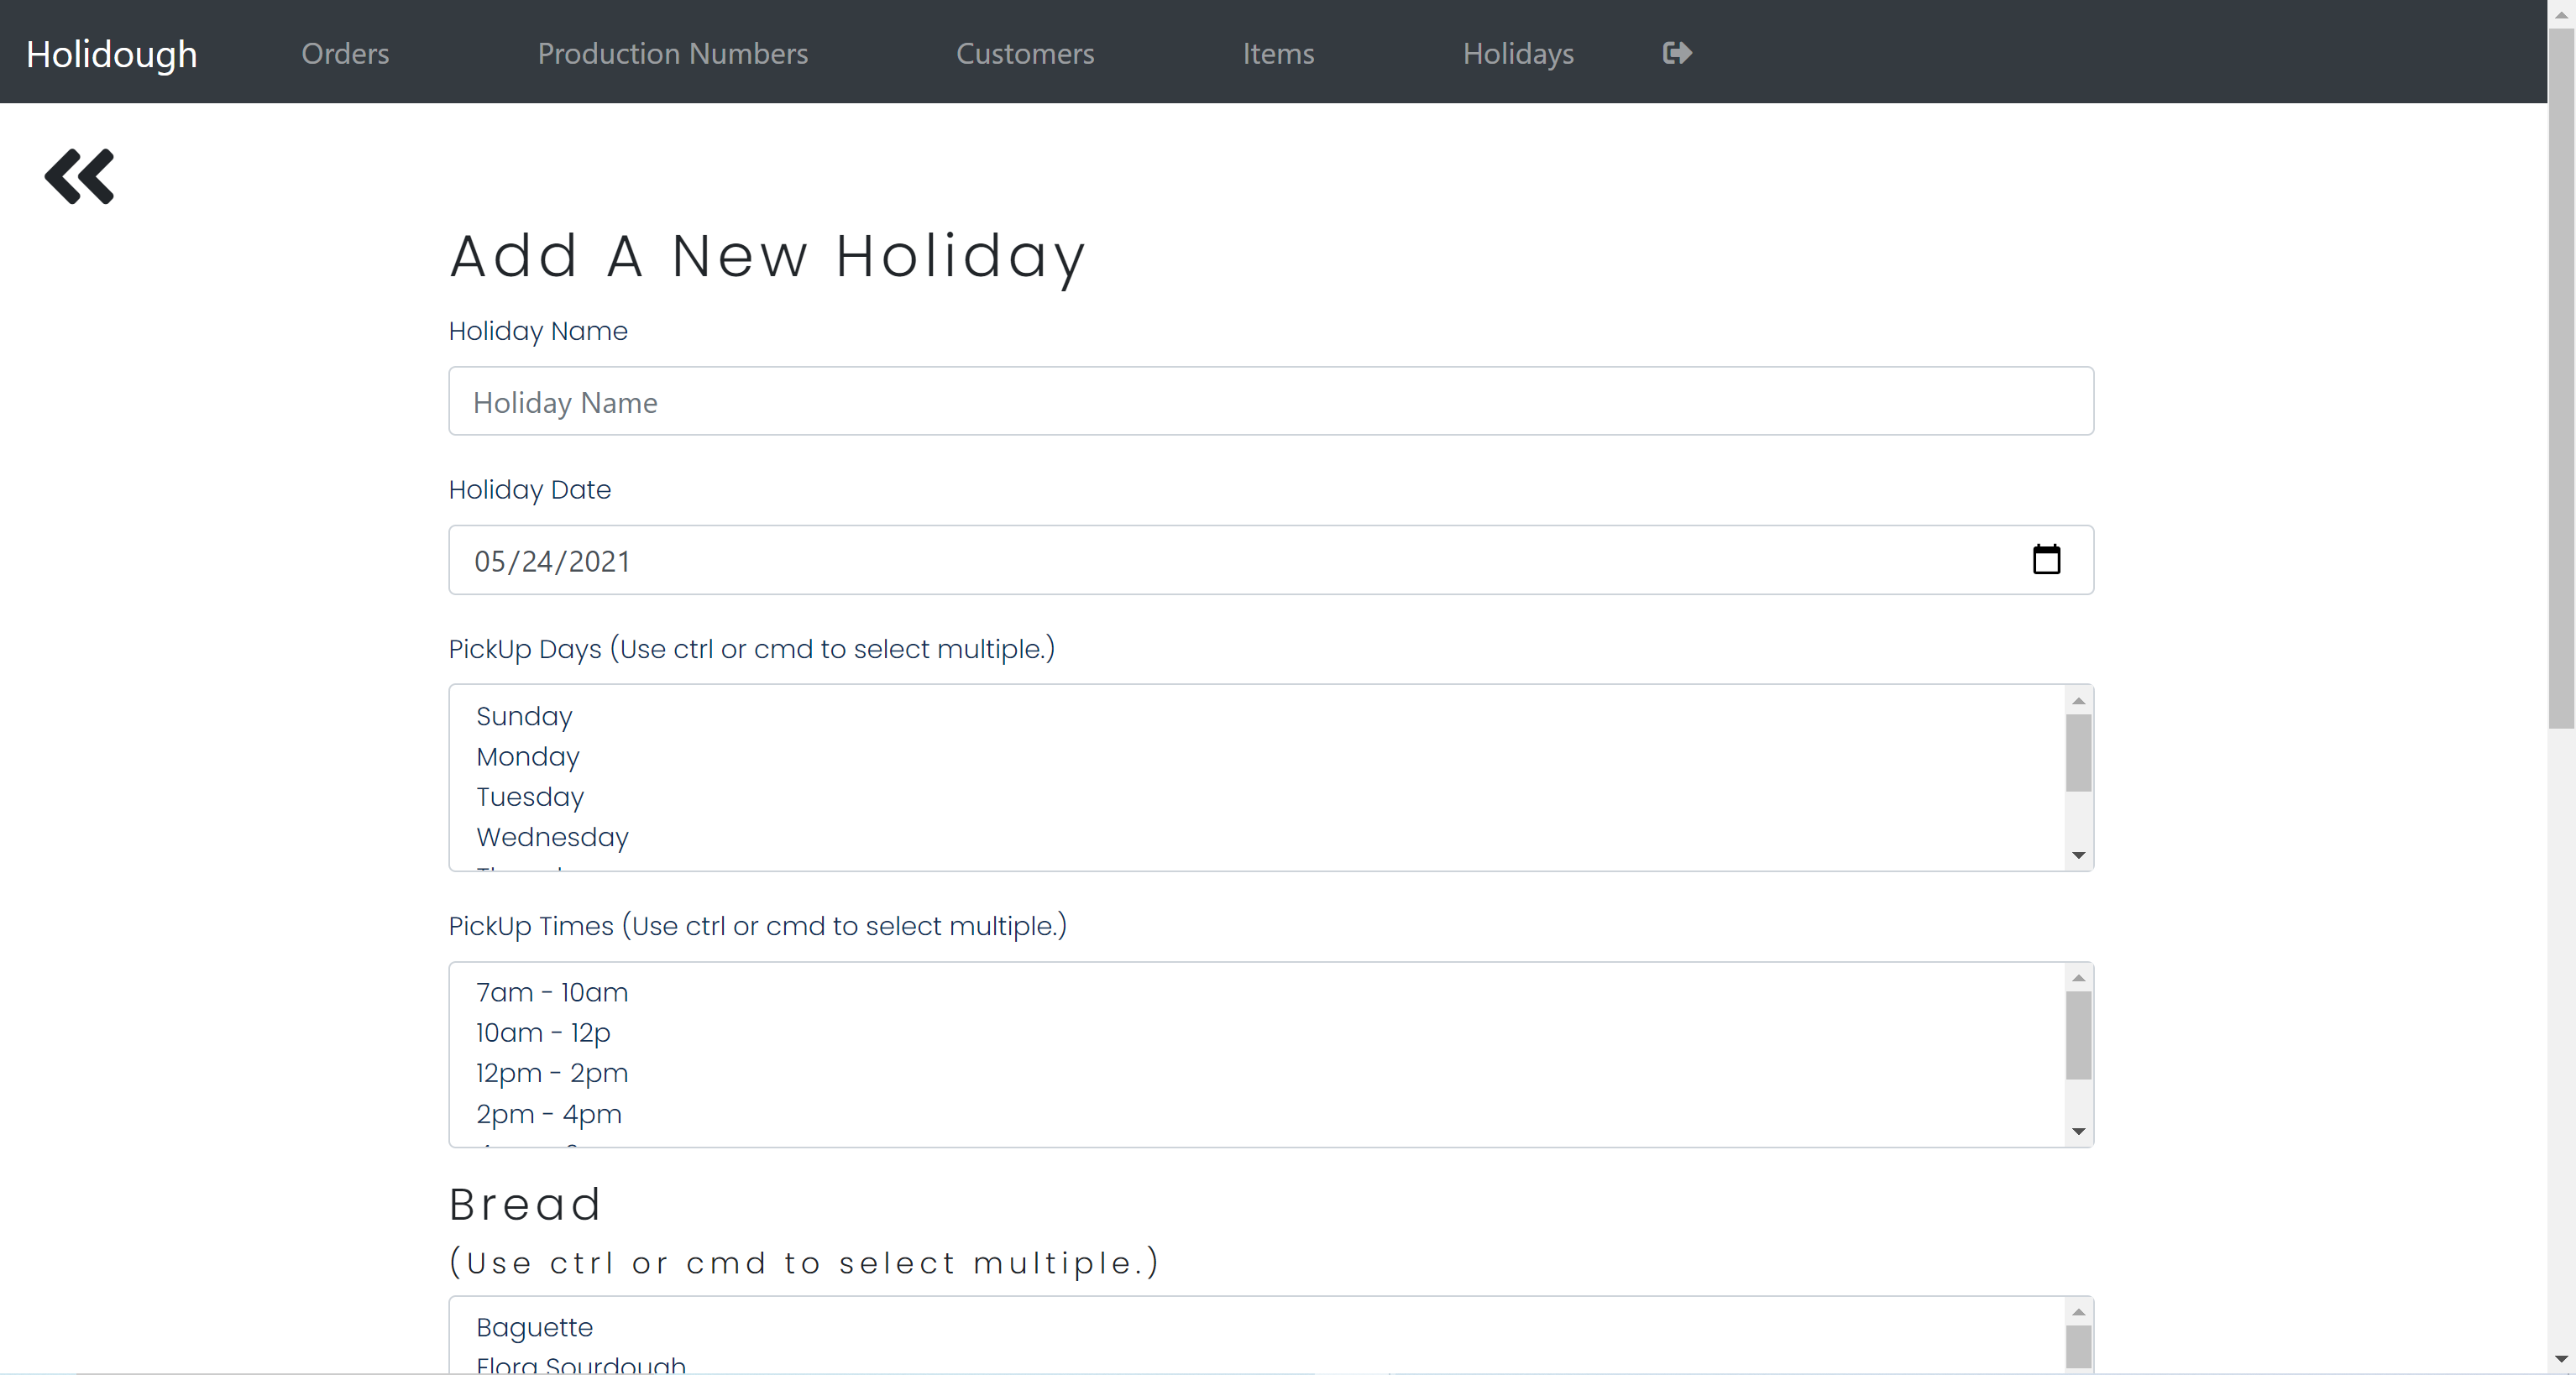 Holidough Orders Production Numbers Customers Items Holidays
Add A New Holiday
Holiday Name
Holiday Name
Holiday Date
05/24/2021
PickUp Days (Use ctrl or cmd to select multiple.)
Sunday
Monday
Tuesday
Wednesday
PickUp Times (Use ctrl or cmd to select multiple.)
7am - 10am
10am - 12p
12pm - 2pm
2pm - 4pm
Bread
(Use ctrl or cmd to select multiple.)
Baguette
Flora Sourdough